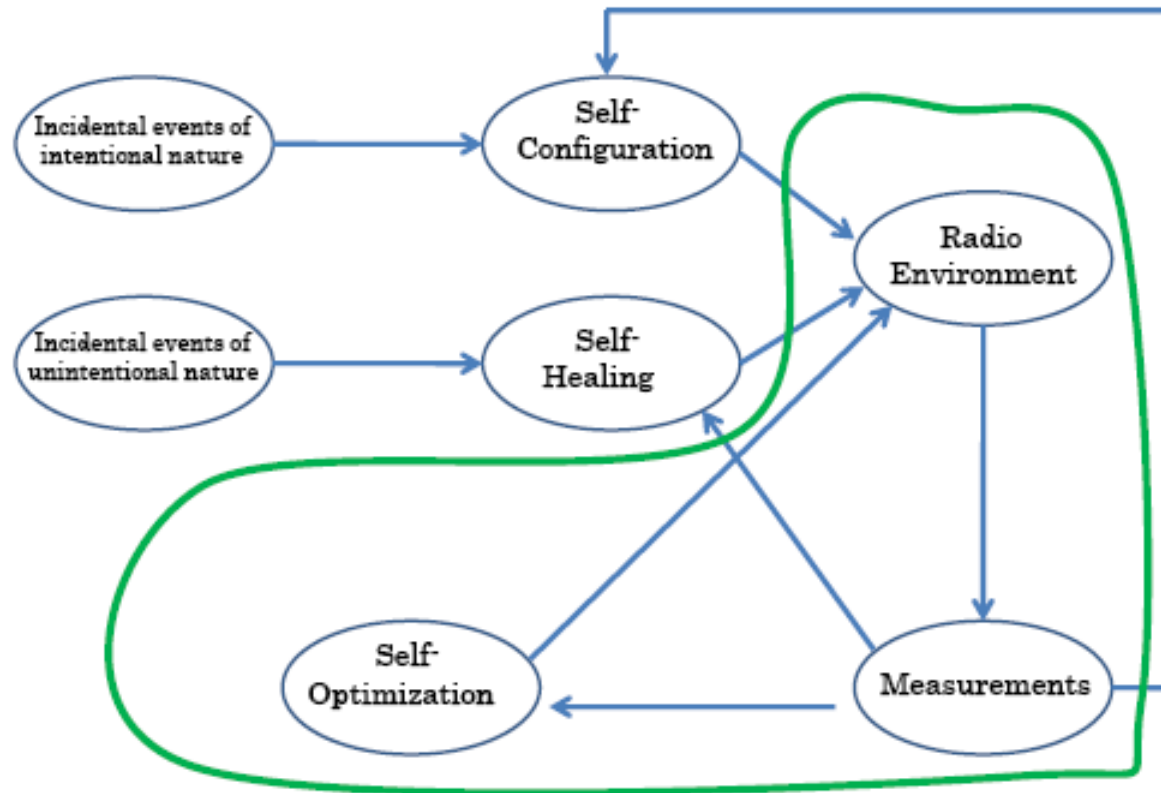 Incidental events of
intentional nature
Self-
Configuration
Radio
Environment
Incidental events of
unintentional nature
Self-
Healing
Self-
Optimization
Measurements